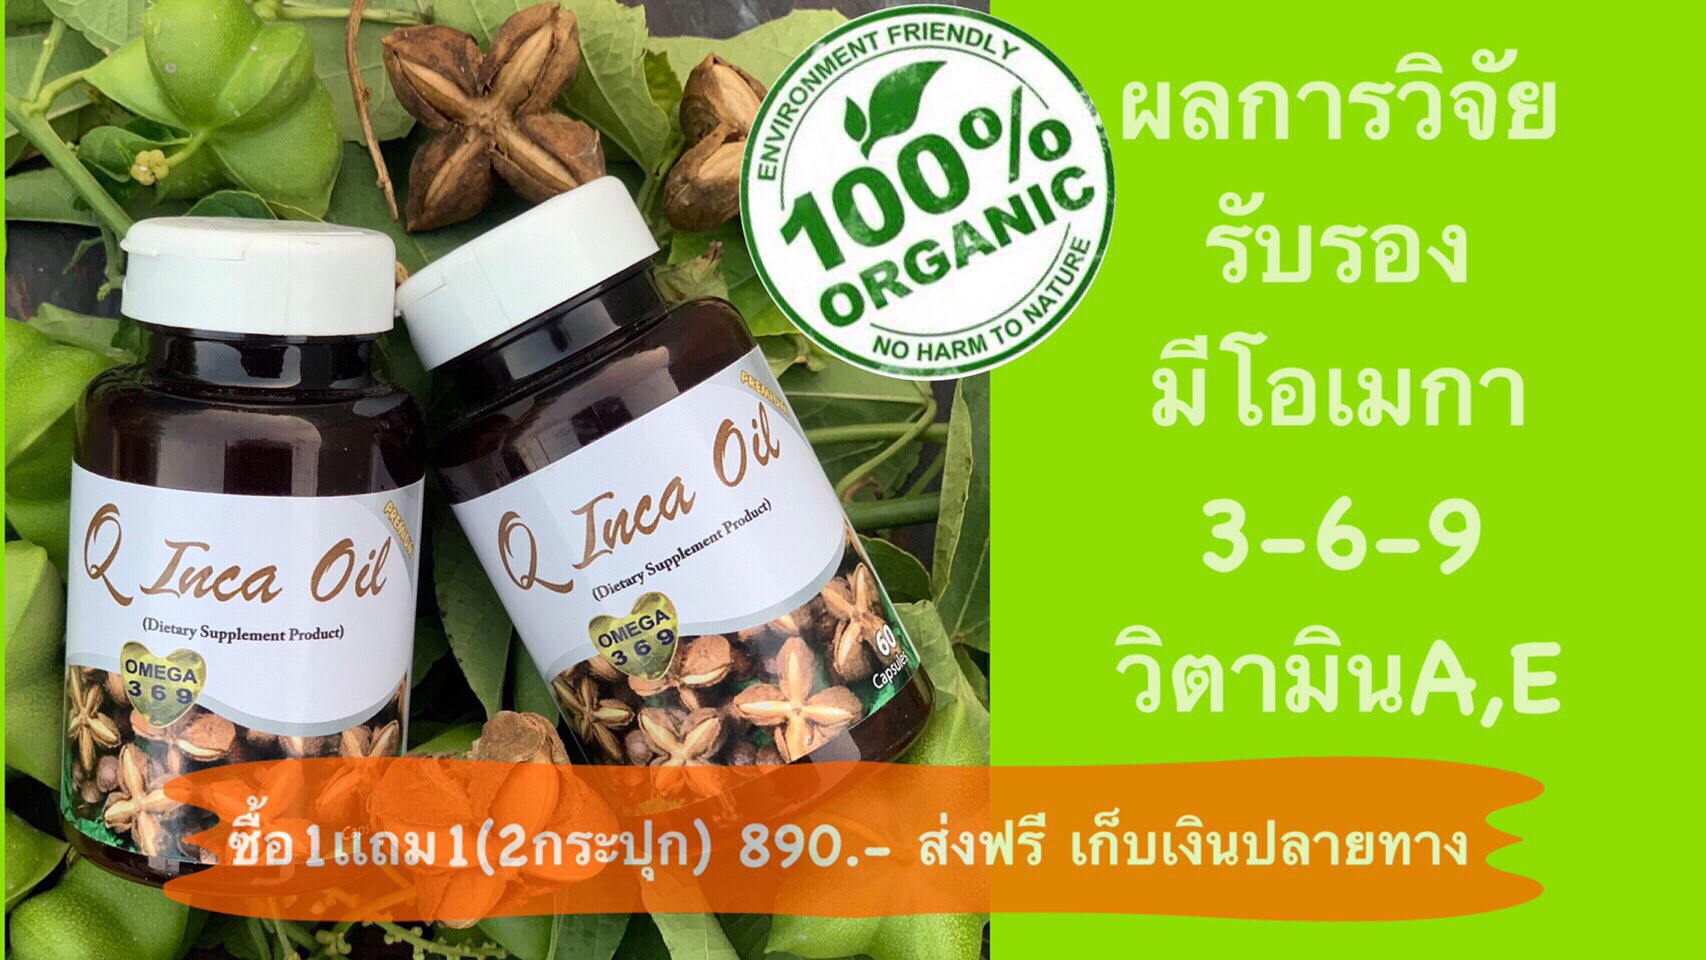 ENVIRONMENT FRIENDLY
100%
ORGANIC
NO HARM TO NATURE
ผลการวิจัย
รับรอง
มีโอเมกา
3-6-9
วิตามินA,E
PREMIUM
Q Inca Oil
(Dietary Supplement Product)
OMEGA
3 6 9
PREMIUM
Q Inca Oil
(Dietary Supplement Product)
OMEGA
3 6 9
60
Capsules
ซื้อ1แถม1(2กระปุก) 890.- ส่งฟรี เก็บเงินปลายทาง